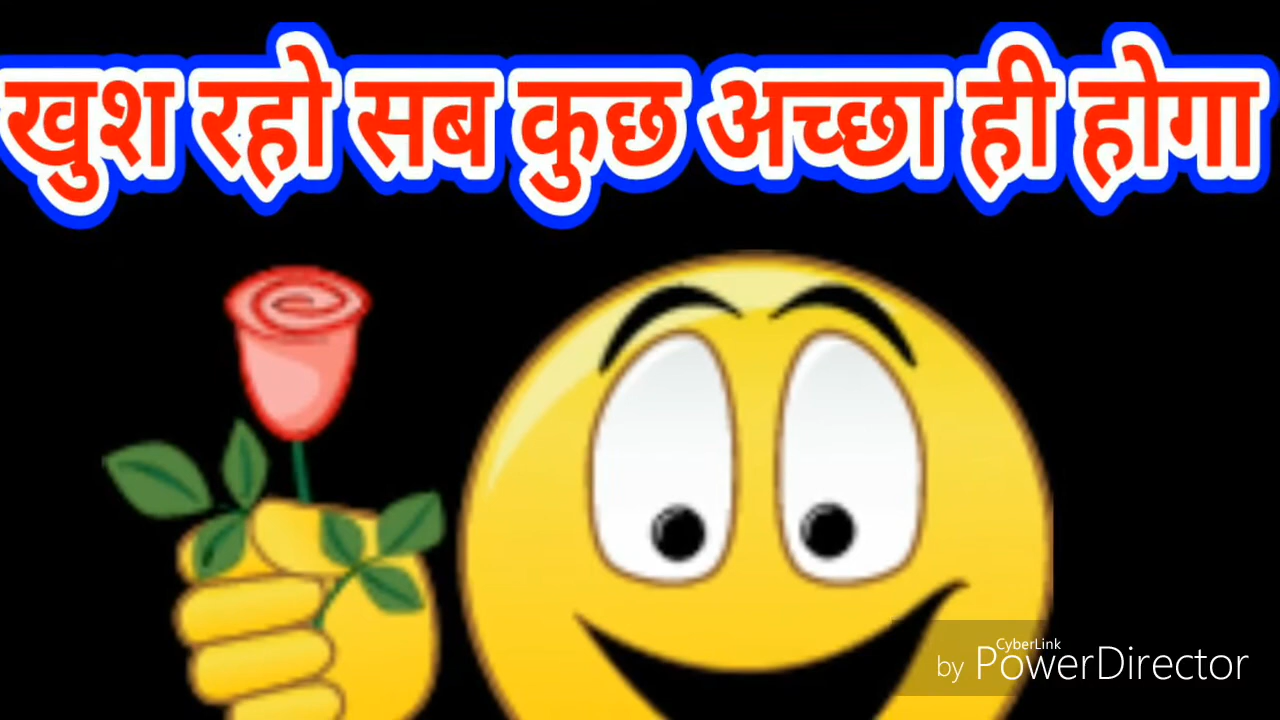 खुश रहो सब कुछ अच्छा ही होगा
CyberLink
by PowerDirector